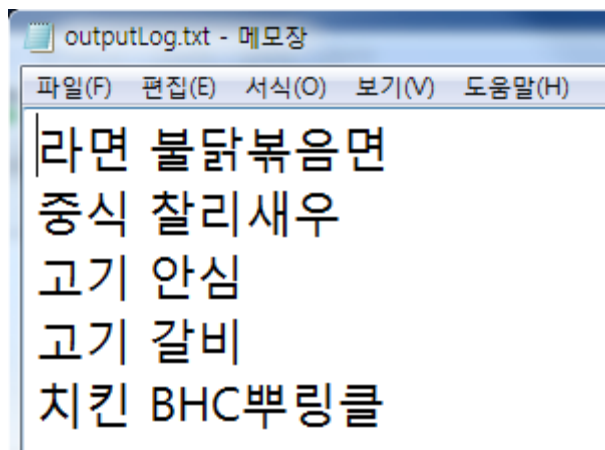 outputLog.txt - 메모장
파일(F) 편집(E) 서식(O) 보기(V) 도움말(H)
라면 불닭볶음면
중식 찰리새우
고기 안심
고기 갈비
치킨 BHC뿌링클